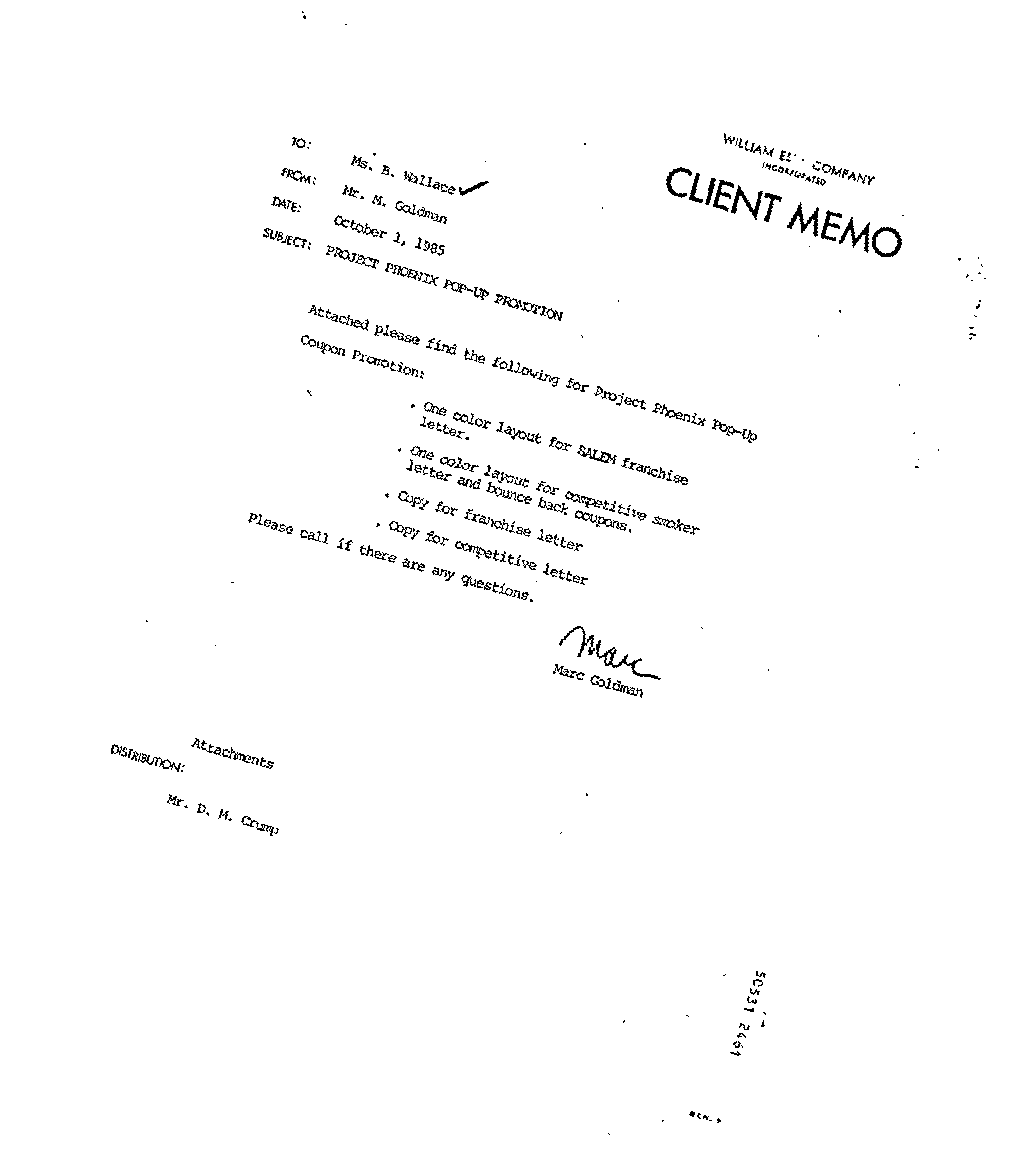 WILLIAM COMPANY
INCORPORATED
CLIENT MEMO
TO: Ms. B. Wallace
FROM: Mr. M. Goldman
DATE: October 1, 1985
SUBJECT: PROJECT PHOENIX POP-UP PROMOTION
Attached please find the following for Project Phoenix Pop-Up
Coupon Promotion:
. One color layout for SALEM franchise
letter.
. One color layout for competitive smoker
letter and bounce back coupons.
. Copy for franchise letter
. Copy for competitive letter
Please call if there are any questions.
Marc
Marc Goldman
Attachments
DISTRIBUTION:
Mr. D. M. Crump
50531 2461